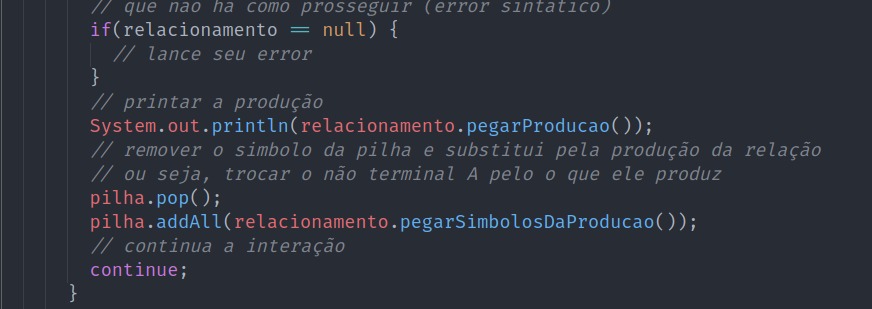 // que não há como prosseguir (error sintático)
if(relacionamento == null) {
// lance seu error
}
// printar a produção
System.out.println(relacionamento.pegarProducao());
// remover o simbolo da pilha e substitui pela produção da relação
// ou seja, trocar o não terminal A pelo o que ele produz
pilha.pop();
pilha.addAll(relacionamento.pegarSimbolosDaProducao());
// continua a interação
continue;
}